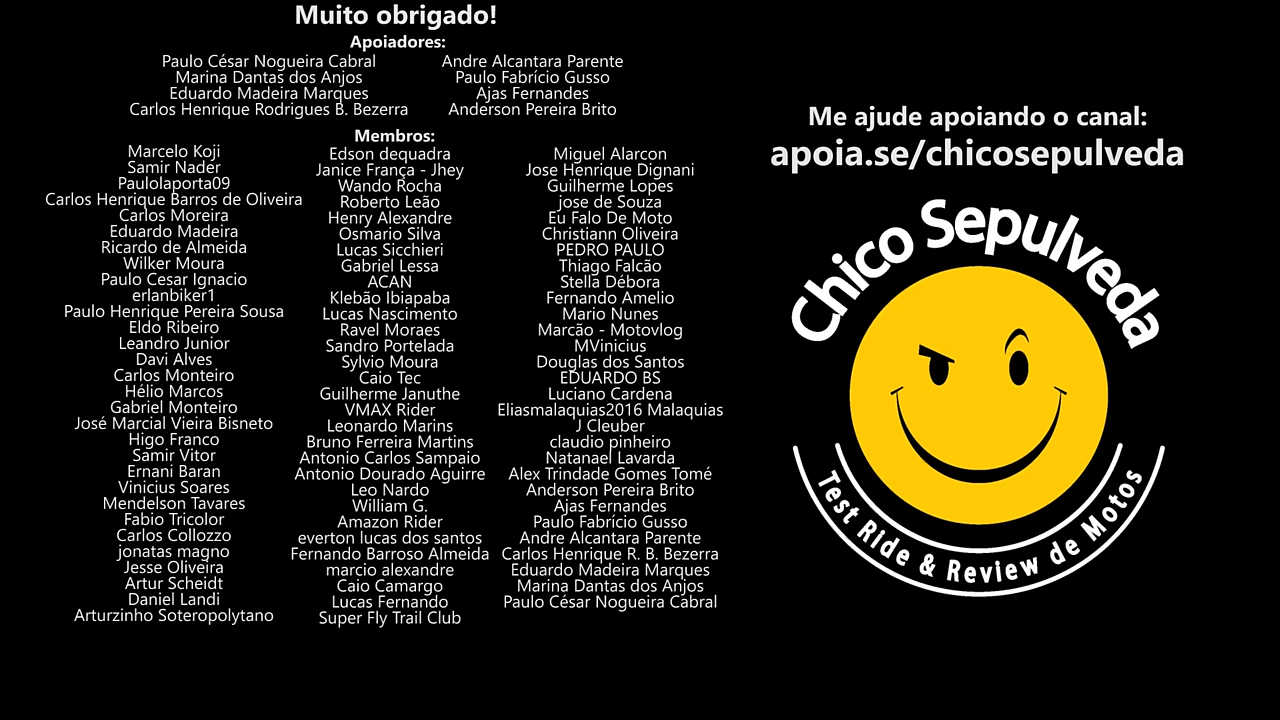 Muito obrigado!
Apoiadores:
Paulo César Nogueira Cabral
Marina Dantas dos Anjos
Eduardo Madeira Marques
Carlos Henrique Rodrigues B. Bezerra
Andre Alcantara Parente
Paulo Fabrício Gusso
Ajas Fernandes
Anderson Pereira Brito
Membros:
Marcelo Koji
Samir Nader
Paulolaporta09
Carlos Henrique Barros de Oliveira
Carlos Moreira
Eduardo Madeira
Ricardo de Almeida
Wilker Moura
Paulo Cesar Ignacio
erlanbiker1
Paulo Henrique Pereira Sousa
Eldo Ribeiro
Leandro Junior
Davi Alves
Carlos Monteiro
Hélio Marcos
Gabriel Monteiro
José Marcial Vieira Bisneto
Higo Franco
Samir Vitor
Ernani Baran
Vinicius Soares
Mendelson Tavares
Fabio Tricolor
Carlos Collozzo
jonatas magno
Jesse Oliveira
Artur Scheidt
Daniel Landi
Arturzinho Soteropolytano
Edson dequadra
Janice França - Jhey
Wando Rocha
Roberto Leão
Henry Alexandre
Osmario Silva
Lucas Sicchieri
Gabriel Lessa
ACAN
Klebão Ibiapaba
Lucas Nascimento
Ravel Moraes
Sandro Portelada
Sylvio Moura
Caio Tec
Guilherme Januthe
VMAX Rider
Leonardo Marins
Bruno Ferreira Martins
Antonio Carlos Sampaio
Antonio Dourado Aguirre
Leo Nardo
William G.
Amazon Rider
everton lucas dos santos
Fernando Barroso Almeida
marcio alexandre
Caio Camargo
Lucas Fernando
Super Fly Trail Club
Miguel Alarcon
Jose Henrique Dignani
Guilherme Lopes
jose de Souza
Eu Falo De Moto
Christiann Oliveira
PEDRO PAULO
Thiago Falcão
Stella Débora
Fernando Amelio
Mario Nunes
Marcão - Motovlog
MVinicius
Douglas dos Santos
EDUARDO BS
Luciano Cardena
Eliasmalaquias2016 Malaquias
J Cleuber
claudio pinheiro
Natanael Lavarda
Alex Trindade Gomes Tomé
Anderson Pereira Brito
Ajas Fernandes
Paulo Fabrício Gusso
Andre Alcantara Parente
Carlos Henrique R. B. Bezerra
Eduardo Madeira Marques
Marina Dantas dos Anjos
Paulo César Nogueira Cabral
Me ajude apoiando o canal:
apoia.se/chicosepulveda
Chico Sepulveda
Test Ride & Review de Motos